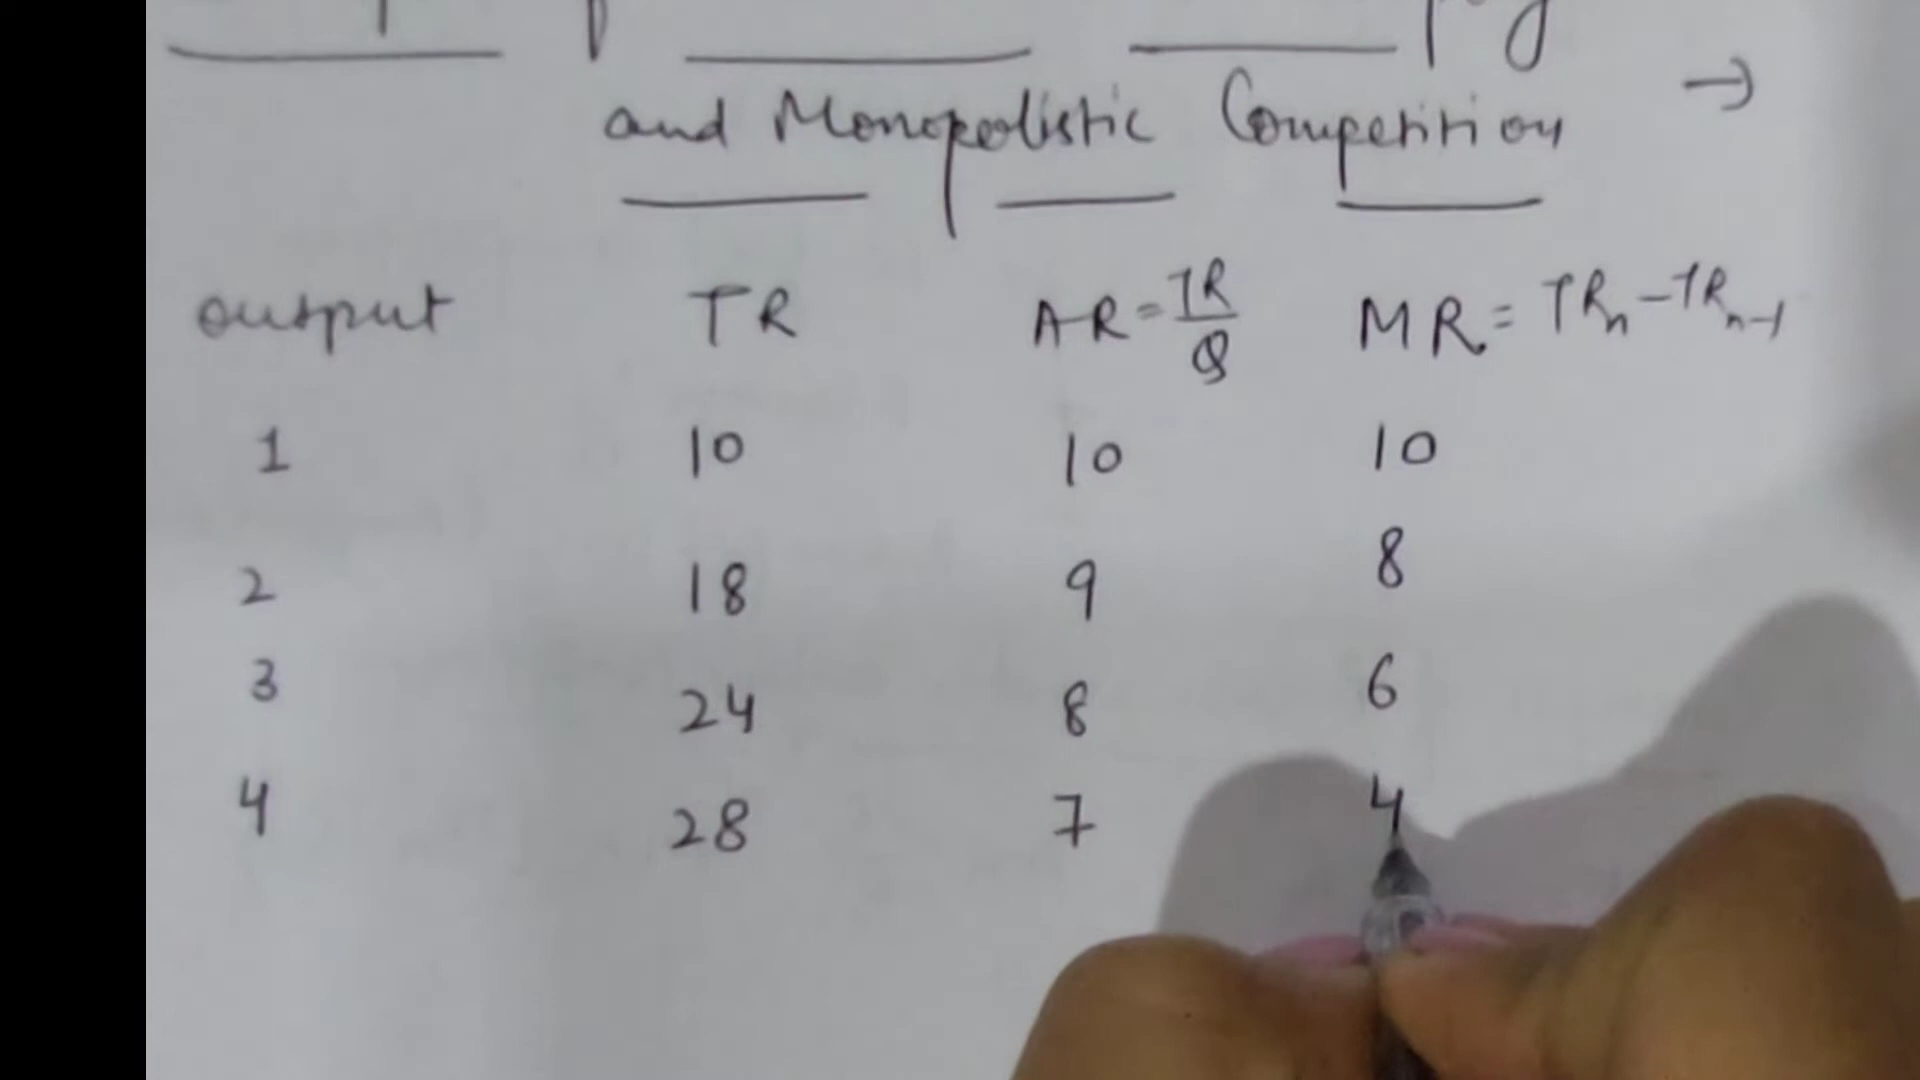 and Monopolistic Competition →
output TR AR = TR/Q MR = TRn - TRn-1
1 10 10 10
2 18 9 8
3 24 8 6
4 28 7 4